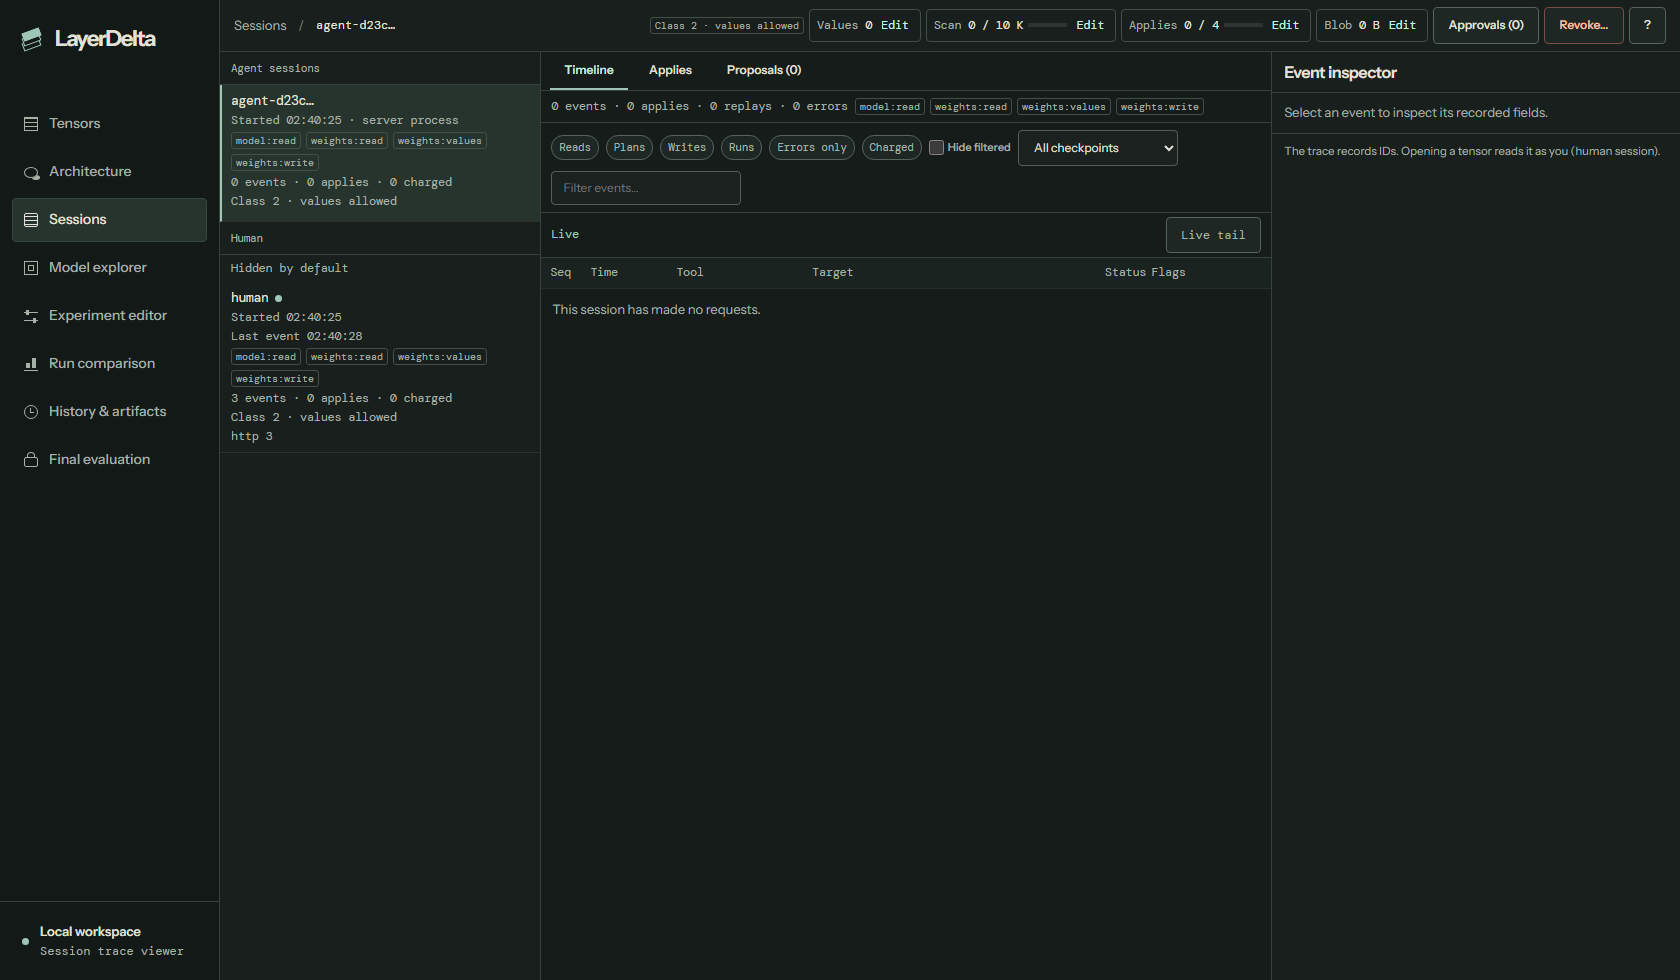 LayerDelta
Tensors
Architecture
Sessions
Model explorer
Experiment editor
Run comparison
History & artifacts
Final evaluation
Local workspace
Session trace viewer
Sessions / agent-d23c…
Class 2 · values allowed
Values 0 Edit
Scan 0 / 10 K Edit
Applies 0 / 4 Edit
Blob 0 B Edit
Approvals (0)
Revoke…
?
Agent sessions
agent-d23c…
Started 02:40:25 · server process
model:read weights:read weights:values
weights:write
0 events · 0 applies · 0 charged
Class 2 · values allowed
Human
Hidden by default
human
Started 02:40:25
Last event 02:40:28
model:read weights:read weights:values
weights:write
3 events · 0 applies · 0 charged
Class 2 · values allowed
http 3
Timeline Applies Proposals (0)
0 events · 0 applies · 0 replays · 0 errors model:read weights:read weights:values weights:write
Reads Plans Writes Runs Errors only Charged Hide filtered All checkpoints
Filter events…
Live
Live tail
Seq Time Tool Target Status Flags
This session has made no requests.
Event inspector
Select an event to inspect its recorded fields.
The trace records IDs. Opening a tensor reads it as you (human session).